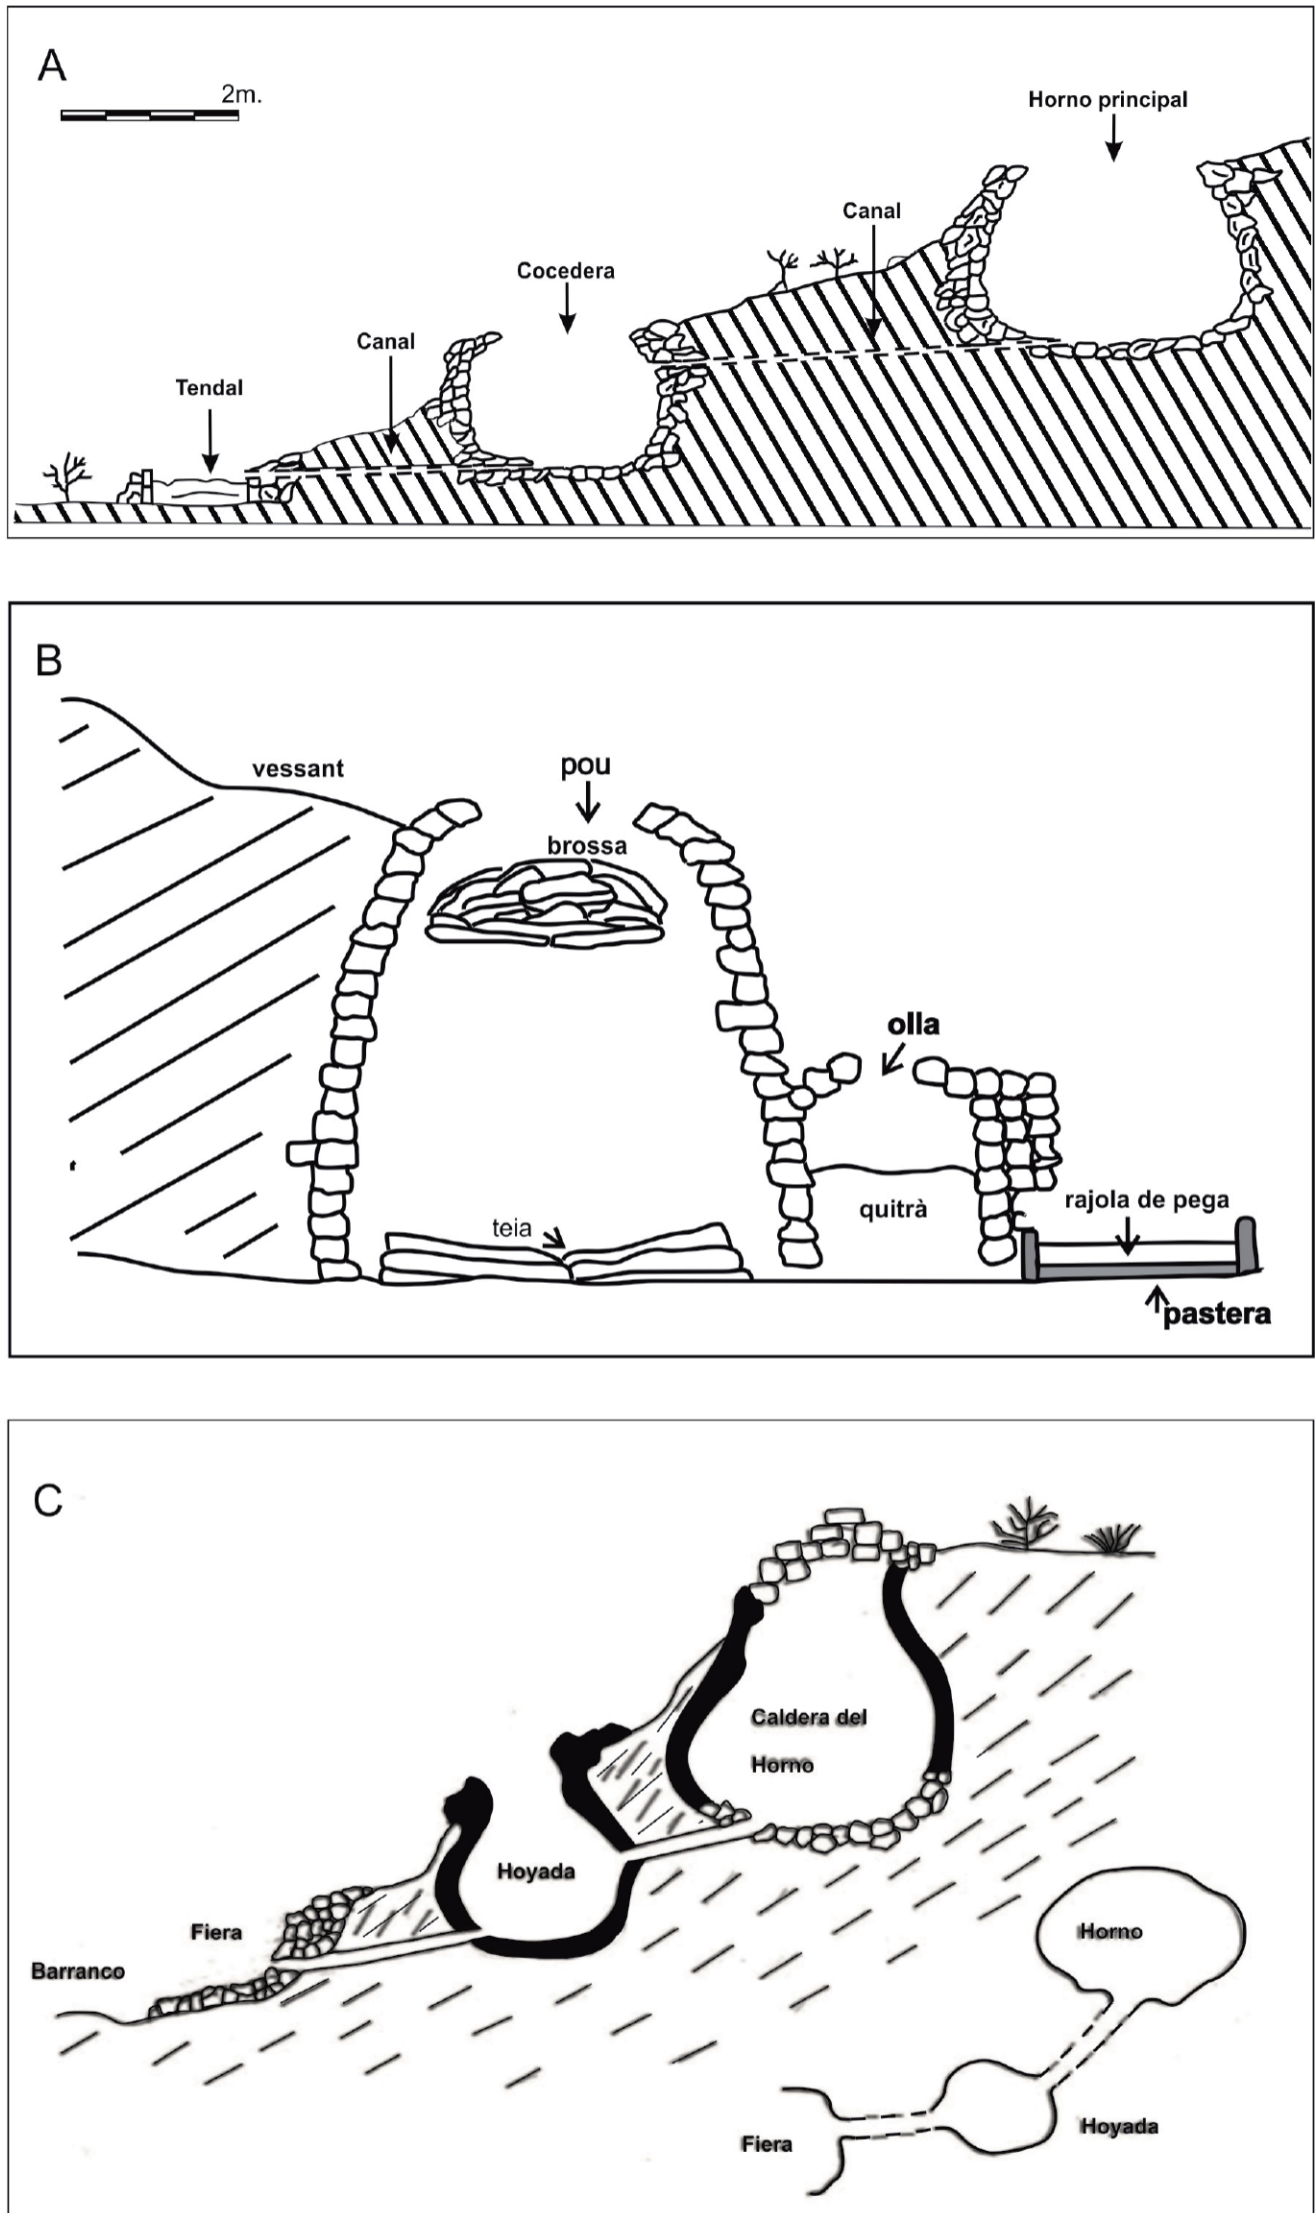 A
2m.
Horno principal
Canal
Cocedera
Canal
Tendal
B
vessant
pou
brossa
olla
teia
quitrà
rajola de pega
pastera
C
Caldera del
Horno
Hoyada
Fiera
Barranco
Horno
Hoyada
Fiera